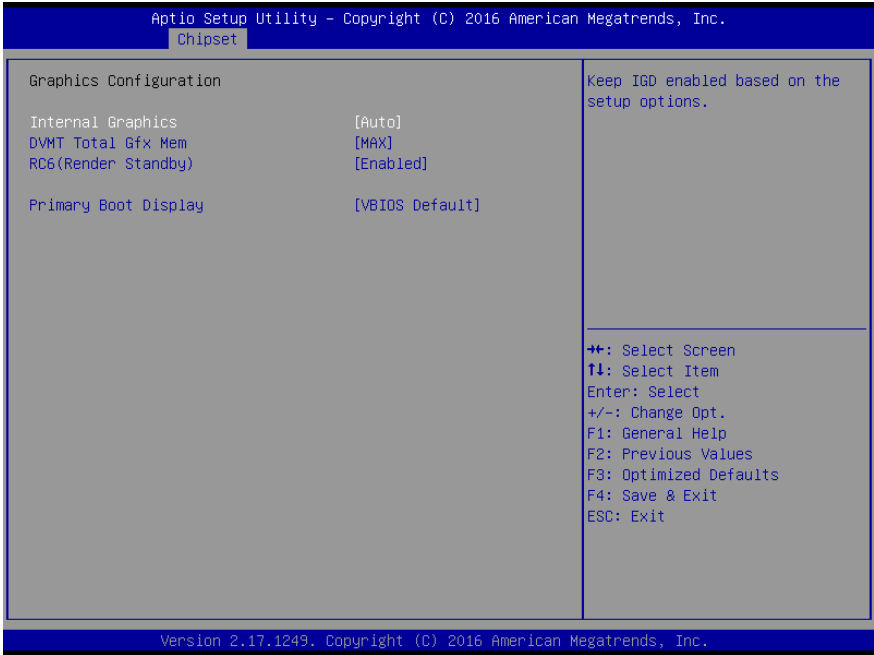 Aptio Setup Utility – Copyright (C) 2016 American Megatrends, Inc.
Chipset
Graphics Configuration
Internal Graphics [Auto]
DVMT Total Gfx Mem [MAX]
RC6(Render Standby) [Enabled]
Primary Boot Display [VBIOS Default]
Keep IGD enabled based on the
setup options.
→←: Select Screen
↑↓: Select Item
Enter: Select
+/-: Change Opt.
F1: General Help
F2: Previous Values
F3: Optimized Defaults
F4: Save & Exit
ESC: Exit
Version 2.17.1249. Copyright (C) 2016 American Megatrends, Inc.